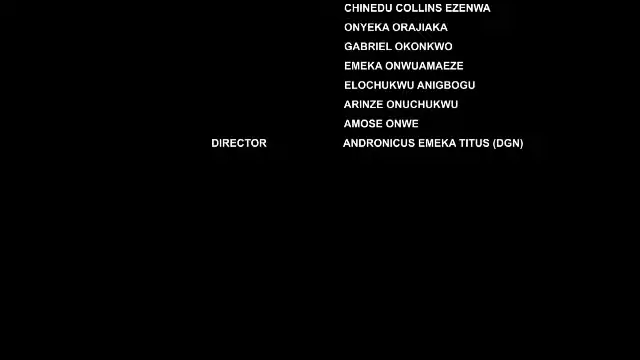 CHINEDU COLLINS EZENWA
ONYEKA ORAJIAKA
GABRIEL OKONKWO
EMEKA ONWUAMAEZE
ELOCHUKWU ANIGBOGU
ARINZE ONUCHUKWU
AMOSE ONWE
DIRECTOR ANDRONICUS EMEKA TITUS (DGN)